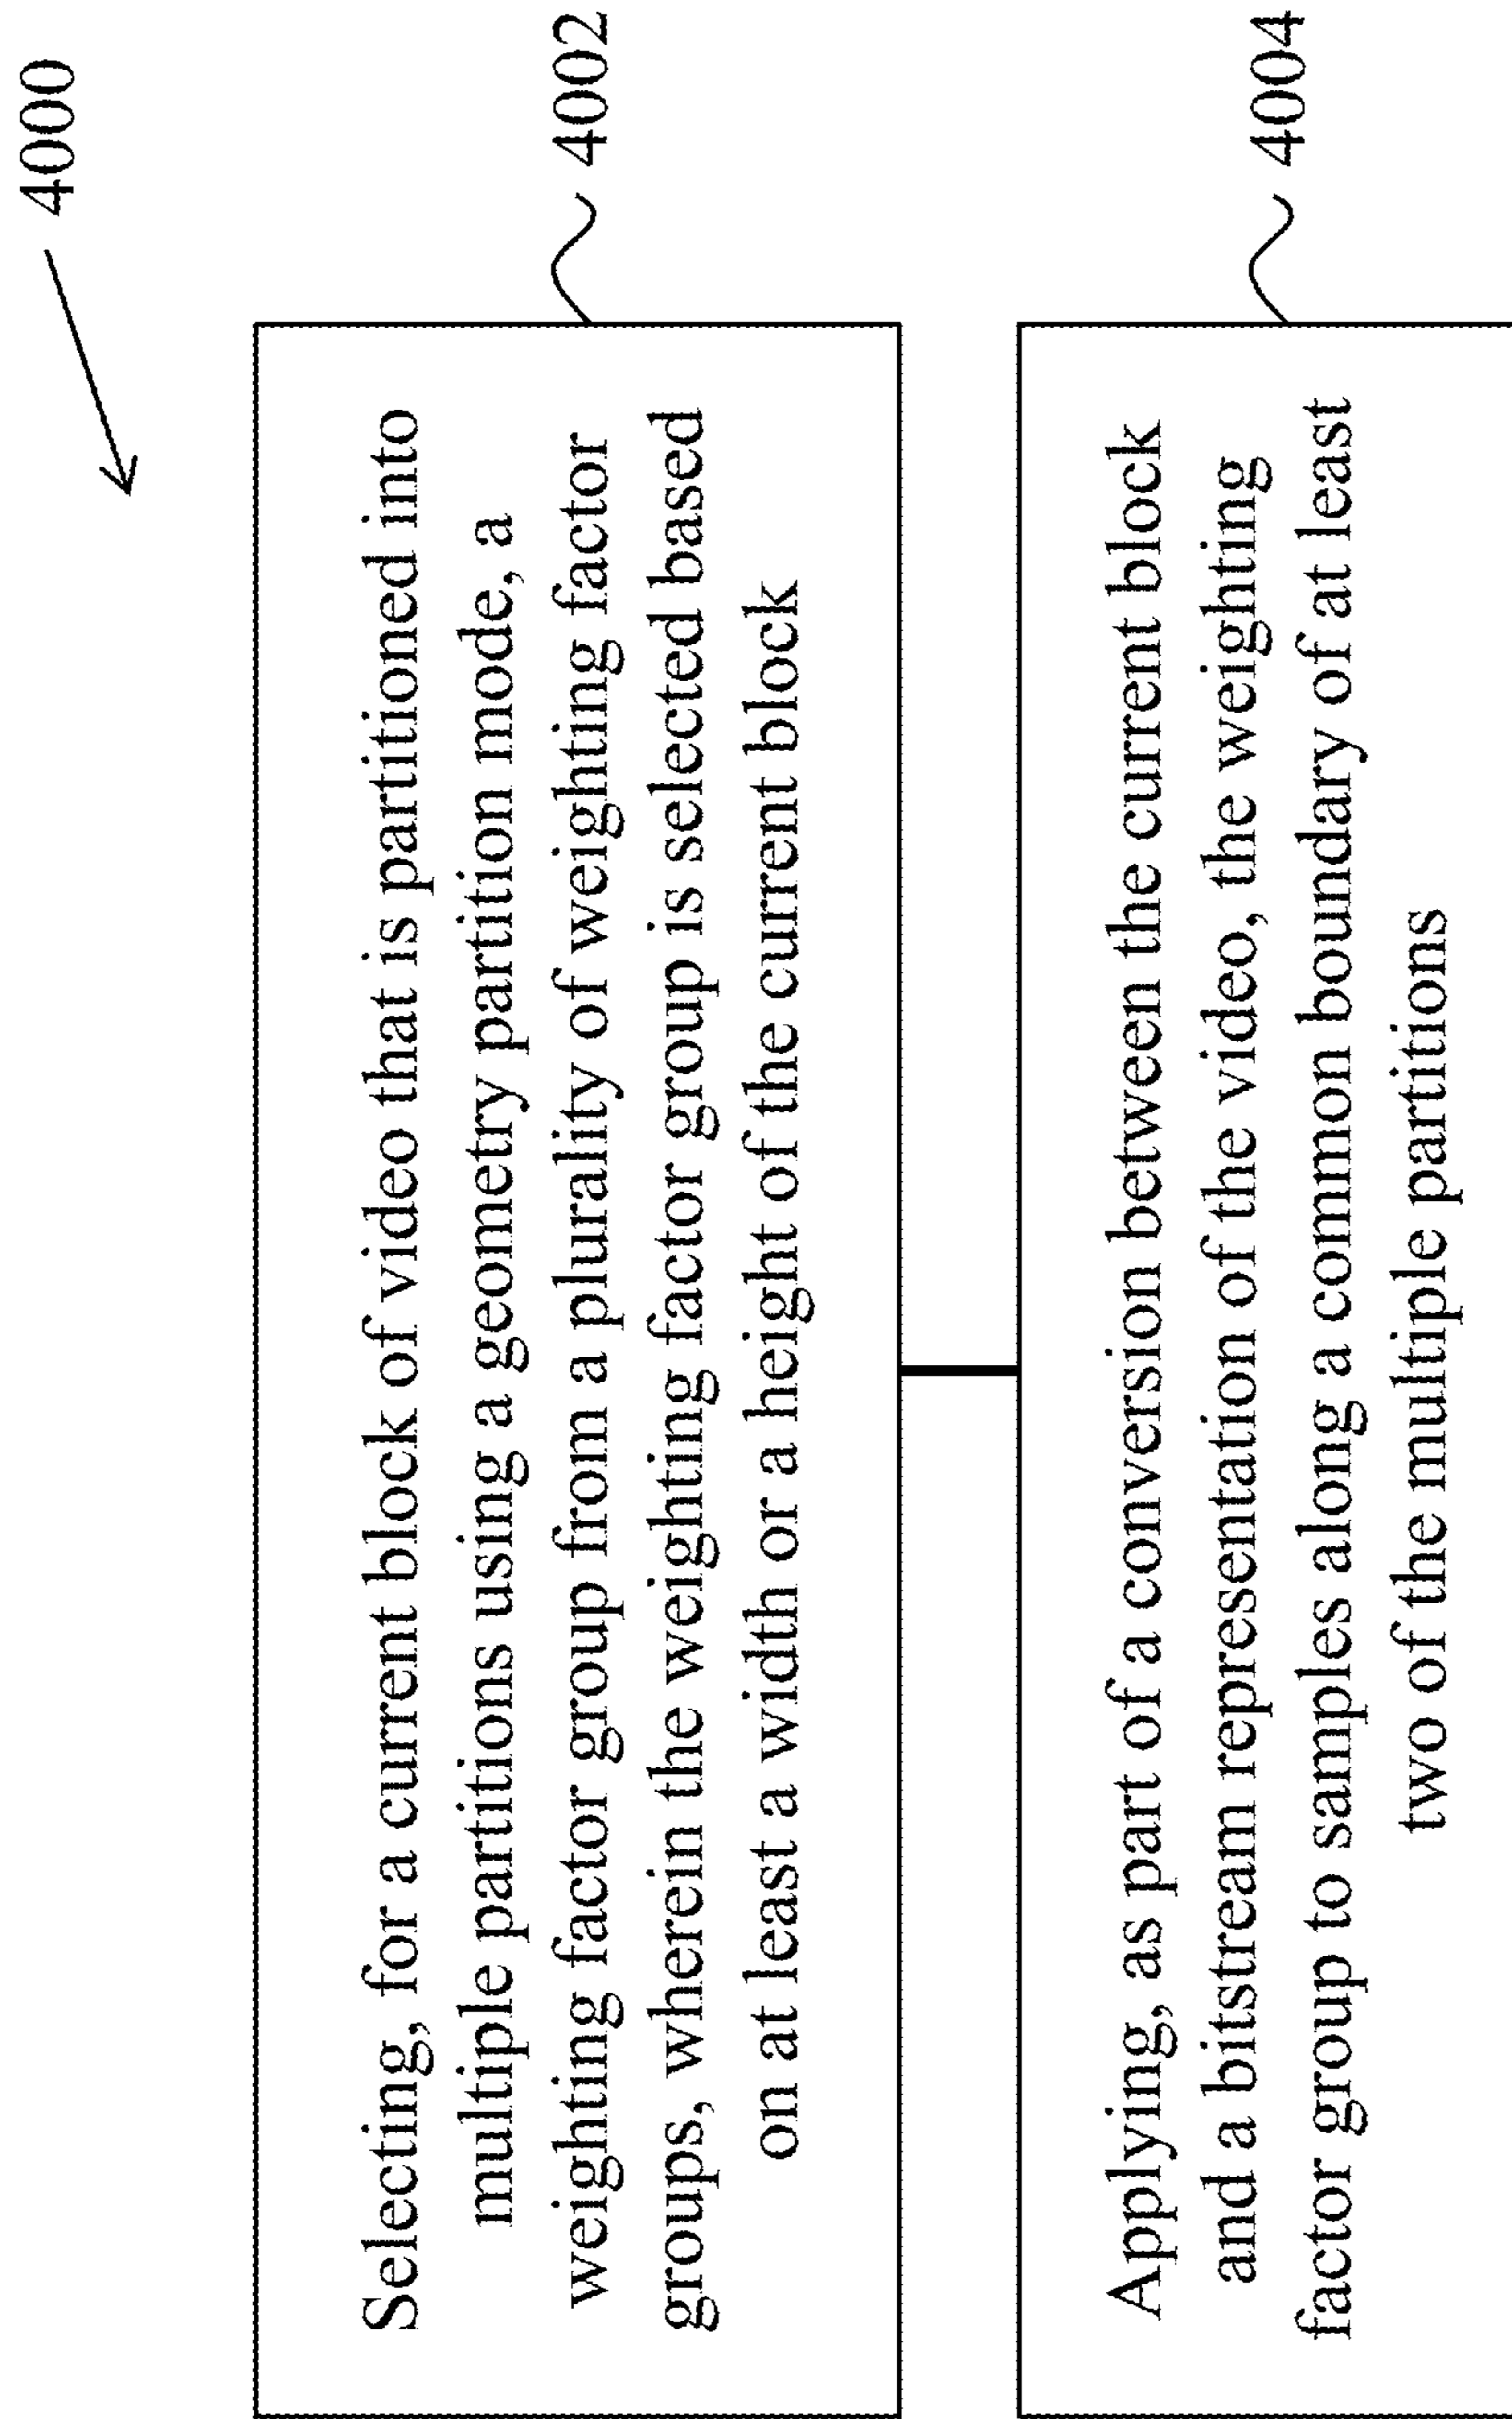 4000
Selecting, for a current block of video that is partitioned into
multiple partitions using a geometry partition mode, a
weighting factor group from a plurality of weighting factor
groups, wherein the weighting factor group is selected based
on at least a width or a height of the current block
4002
Applying, as part of a conversion between the current block
and a bitstream representation of the video, the weighting
factor group to samples along a common boundary of at least
two of the multiple partitions
4004